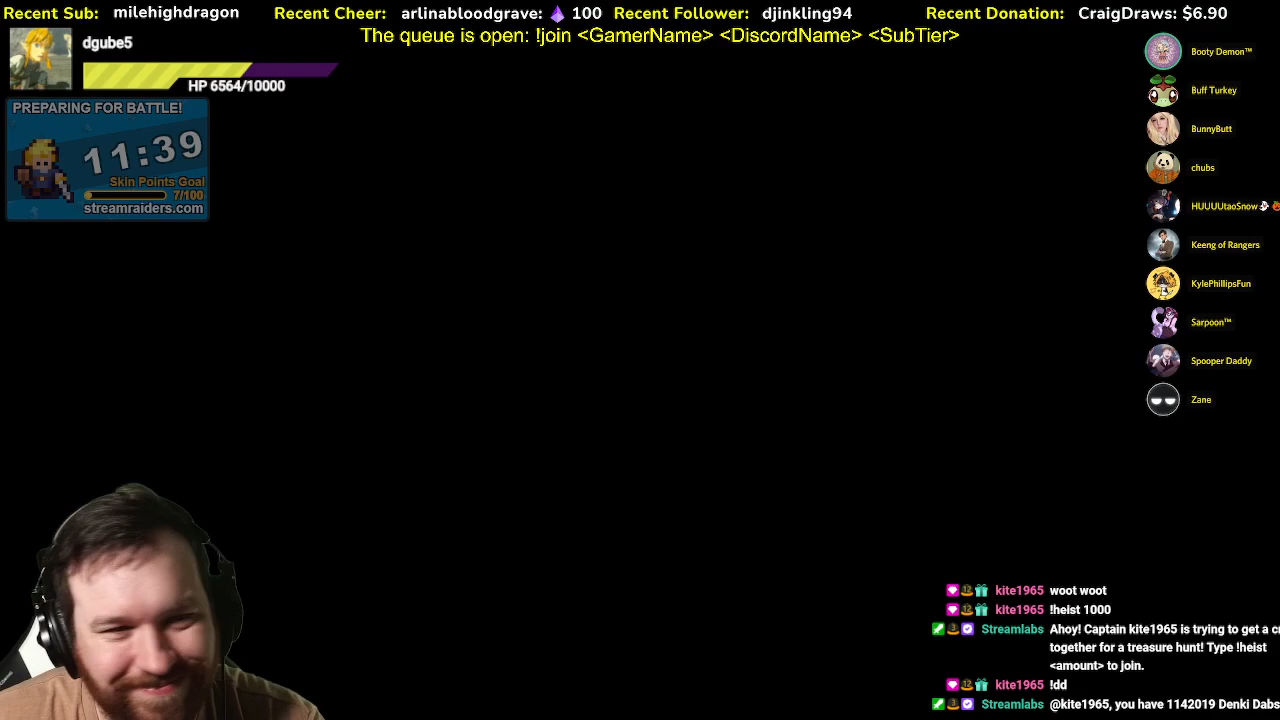 Recent Sub: milehighdragon Recent Cheer: arlinabloodgrave: 100 Recent Follower: djinkling94 Recent Donation: CraigDraws: $6.90
The queue is open: !join <GamerName> <DiscordName> <SubTier>
dgube5
HP 6564/10000
PREPARING FOR BATTLE!
11:39
Skin Points Goal
7/100
streamraiders.com
Booty Demon™
Buff Turkey
BunnyButt
chubs
HUUUUtaoSnow
Keeng of Rangers
KylePhillipsFun
Sarpoon™
Spooper Daddy
Zane
kite1965 woot woot
kite1965 !heist 1000
Streamlabs Ahoy! Captain kite1965 is trying to get a
together for a treasure hunt! Type !heist
<amount> to join.
kite1965 !dd
Streamlabs @kite1965, you have 1142019 Denki Dabs